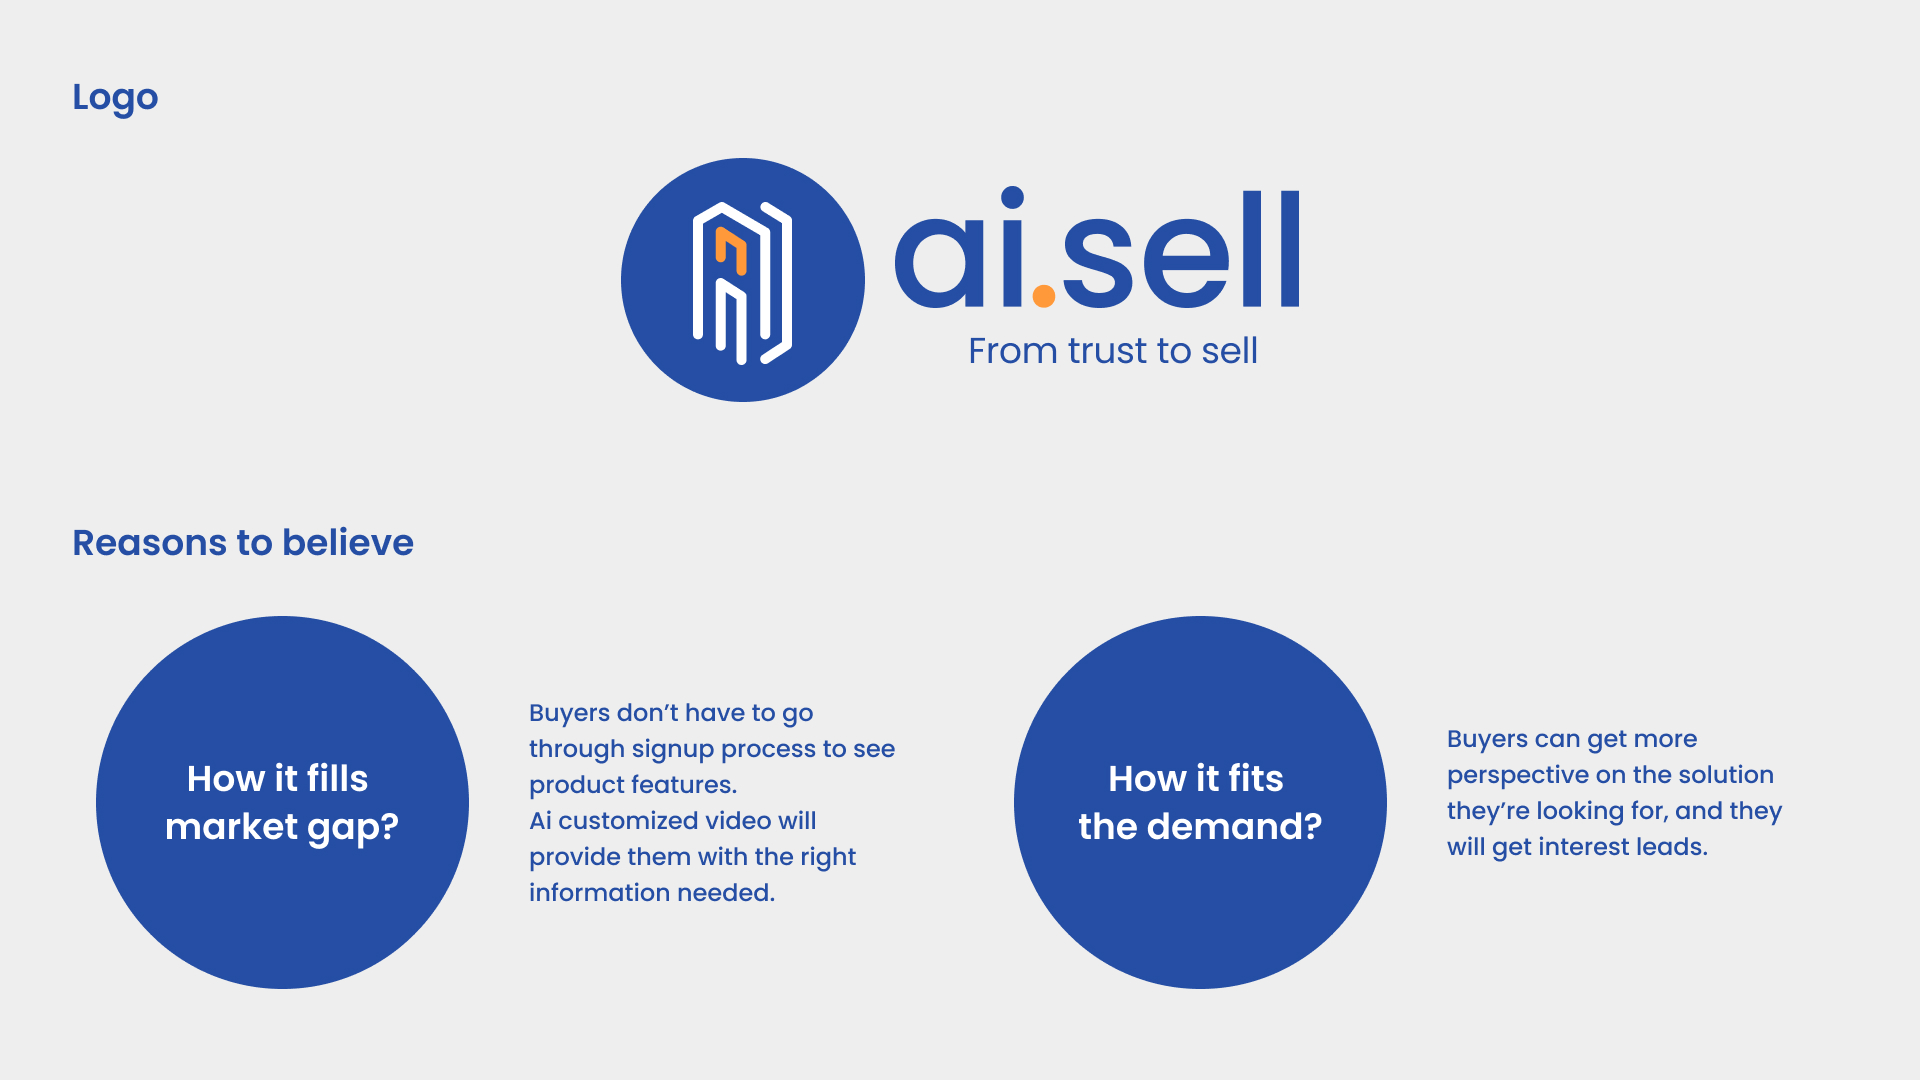 Logo
ai.sell
From trust to sell
Reasons to believe
How it fills
market gap?
Buyers don’t have to go
through signup process to see
product features.
Ai customized video will
provide them with the right
information needed.
How it fits
the demand?
Buyers can get more
perspective on the solution
they’re looking for, and they
will get interest leads.